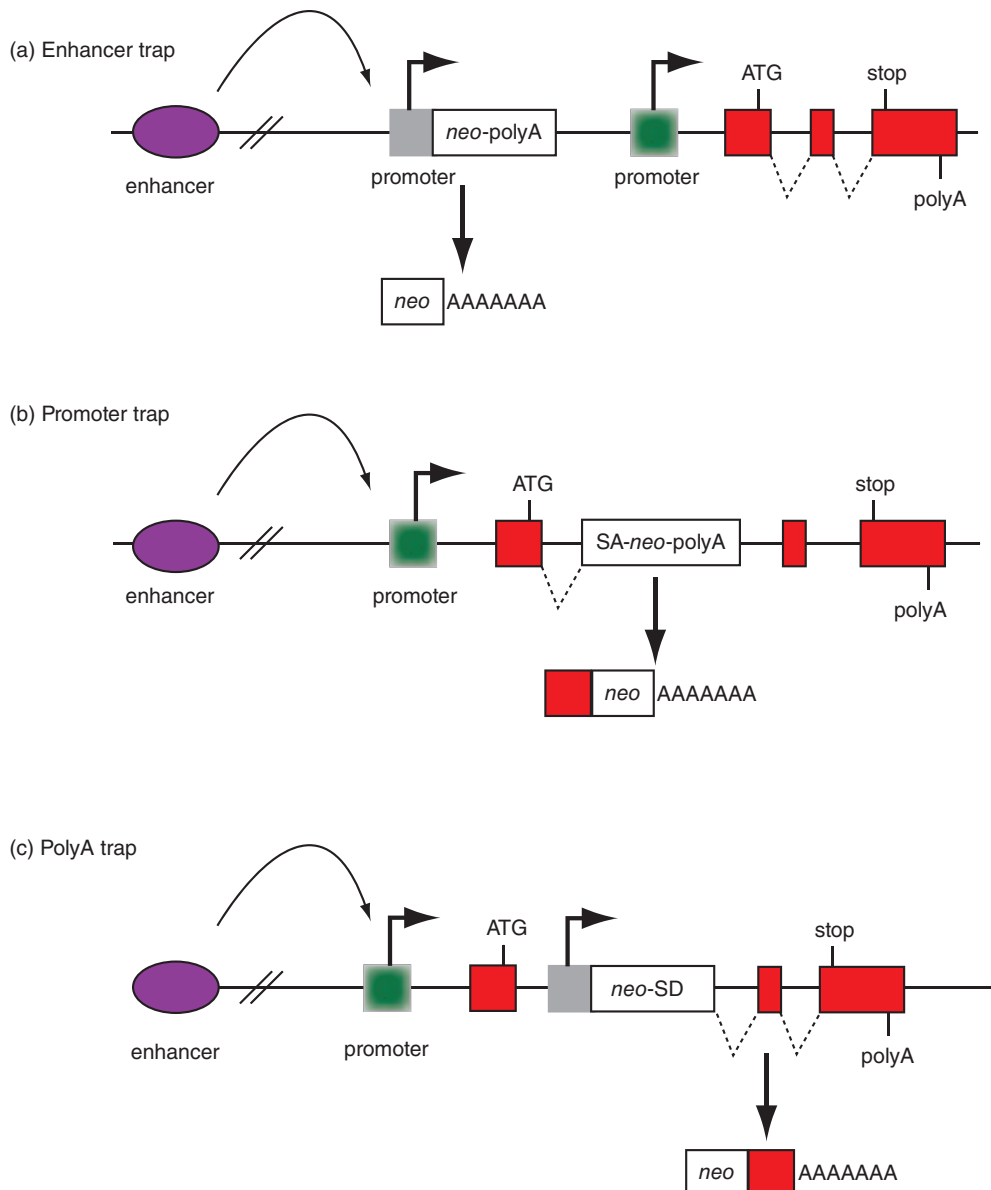 (a) Enhancer trap
ATG
stop
neo-polyA
enhancer
promoter
promoter
polyA
neo AAAAAAA
(b) Promoter trap
ATG
stop
SA-neo-polyA
enhancer
promoter
polyA
neo AAAAAAA
(c) PolyA trap
ATG
stop
neo-SD
enhancer
promoter
polyA
neo AAAAAAA